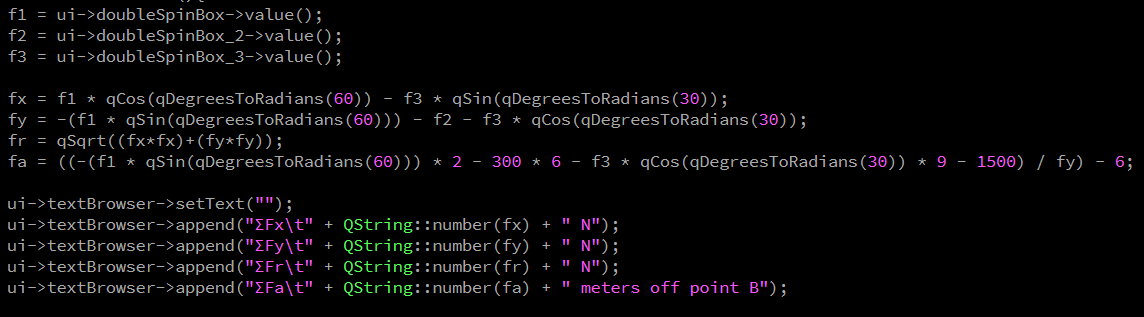 f1 = ui->doubleSpinBox->value();
f2 = ui->doubleSpinBox_2->value();
f3 = ui->doubleSpinBox_3->value();
fx = f1 * qCos(qDegreesToRadians(60)) - f3 * qSin(qDegreesToRadians(30));
fy = -(f1 * qSin(qDegreesToRadians(60))) - f2 - f3 * qCos(qDegreesToRadians(30));
fr = qSqrt((fx*fx)+(fy*fy));
fa = ((-(f1 * qSin(qDegreesToRadians(60))) * 2 - 300 * 6 - f3 * qCos(qDegreesToRadians(30)) * 9 - 1500) / fy) - 6;
ui->textBrowser->setText("");
ui->textBrowser->append("ΣFx\t" + QString::number(fx) + " N");
ui->textBrowser->append("ΣFy\t" + QString::number(fy) + " N");
ui->textBrowser->append("ΣFr\t" + QString::number(fr) + " N");
ui->textBrowser->append("ΣFa\t" + QString::number(fa) + " meters off point B");